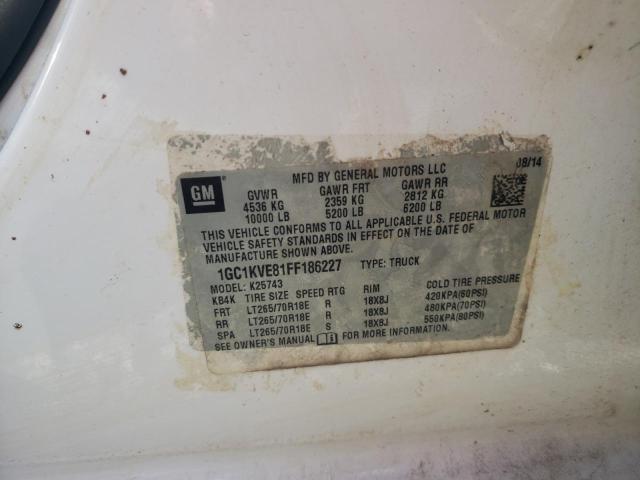 08/14
MFD BY GENERAL MOTORS LLC
GM
GVWR GAWR FRT GAWR RR
4536 KG 2359 KG 2812 KG
10000 LB 5200 LB 6200 LB
THIS VEHICLE CONFORMS TO ALL APPLICABLE U.S. FEDERAL MOTOR
VEHICLE SAFETY STANDARDS IN EFFECT ON THE DATE OF
MANUFACTURE SHOWN ABOVE.
1GC1KVE81FF186227 TYPE: TRUCK
MODEL: K25743
KB4K TIRE SIZE SPEED RTG RIM COLD TIRE PRESSURE
FRT LT265/70R18E R 18X8J 420KPA(60PSI)
RR LT265/70R18E R 18X8J 480KPA(70PSI)
SPA LT265/70R18E S 18X8J 550KPA(80PSI)
SEE OWNER'S MANUAL FOR MORE INFORMATION.